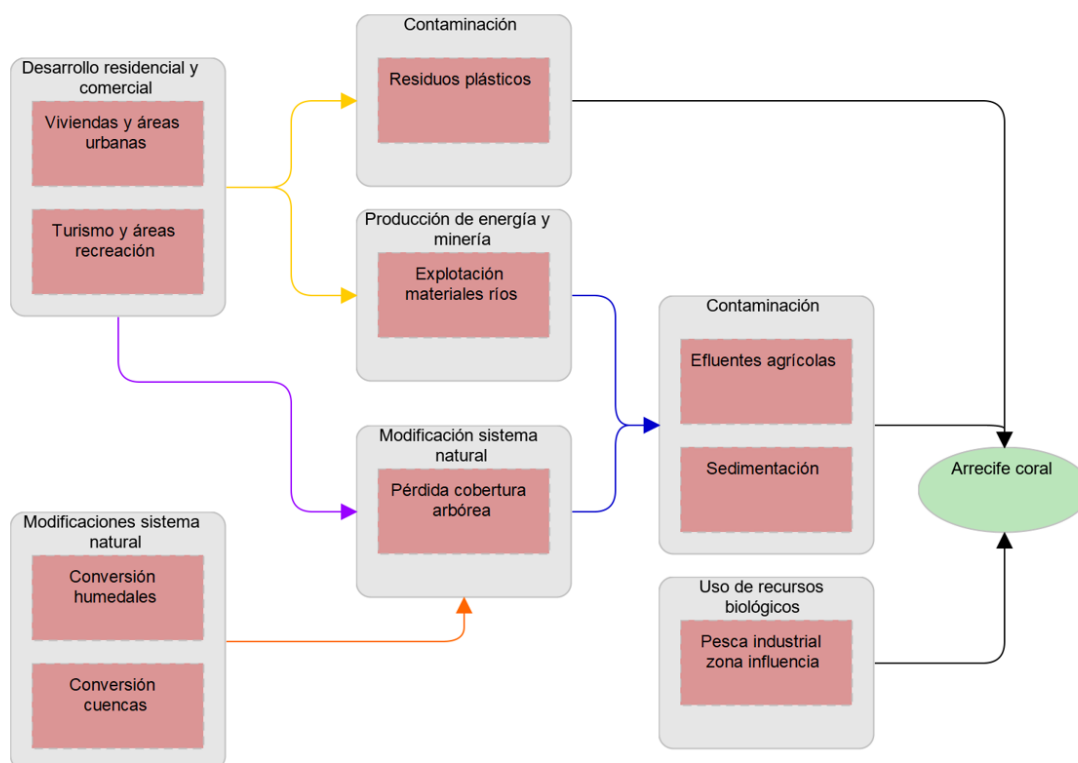 Desarrollo residencial y
comercial
Viviendas y áreas
urbanas
Turismo y áreas
recreación
Modificaciones sistema
natural
Conversión
humedales
Conversión
cuencas
Contaminación
Residuos plásticos
Producción de energía y
minería
Explotación
materiales ríos
Modificación sistema
natural
Pérdida cobertura
arbórea
Contaminación
Efluentes agrícolas
Sedimentación
Uso de recursos
biológicos
Pesca industrial
zona influencia
Arrecife coral